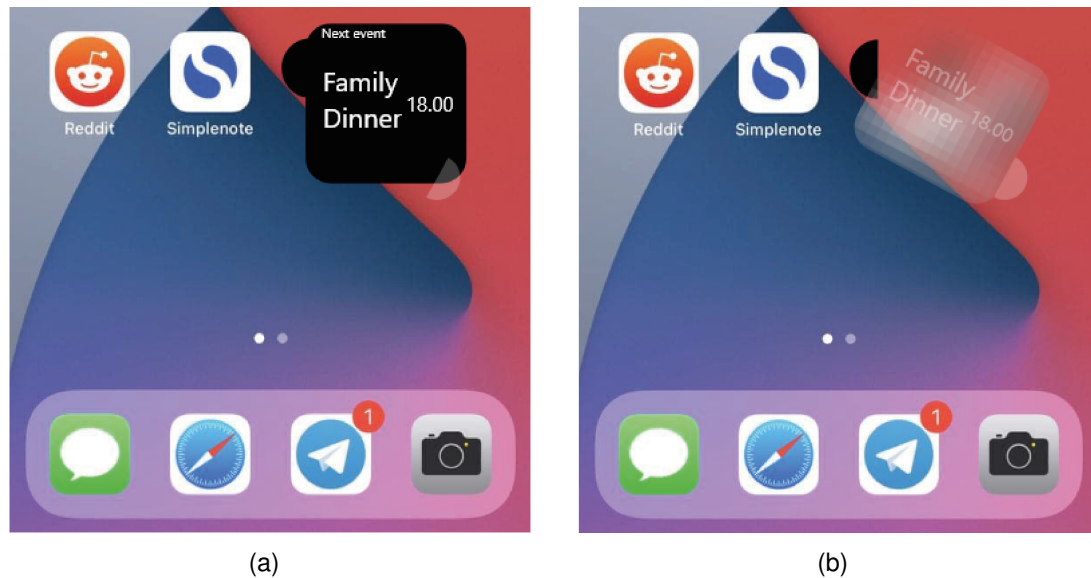 Next event
Family
Dinner
18.00
Reddit
Simplenote
1
(a)
Family
Dinner
18.00
Reddit
Simplenote
1
(b)